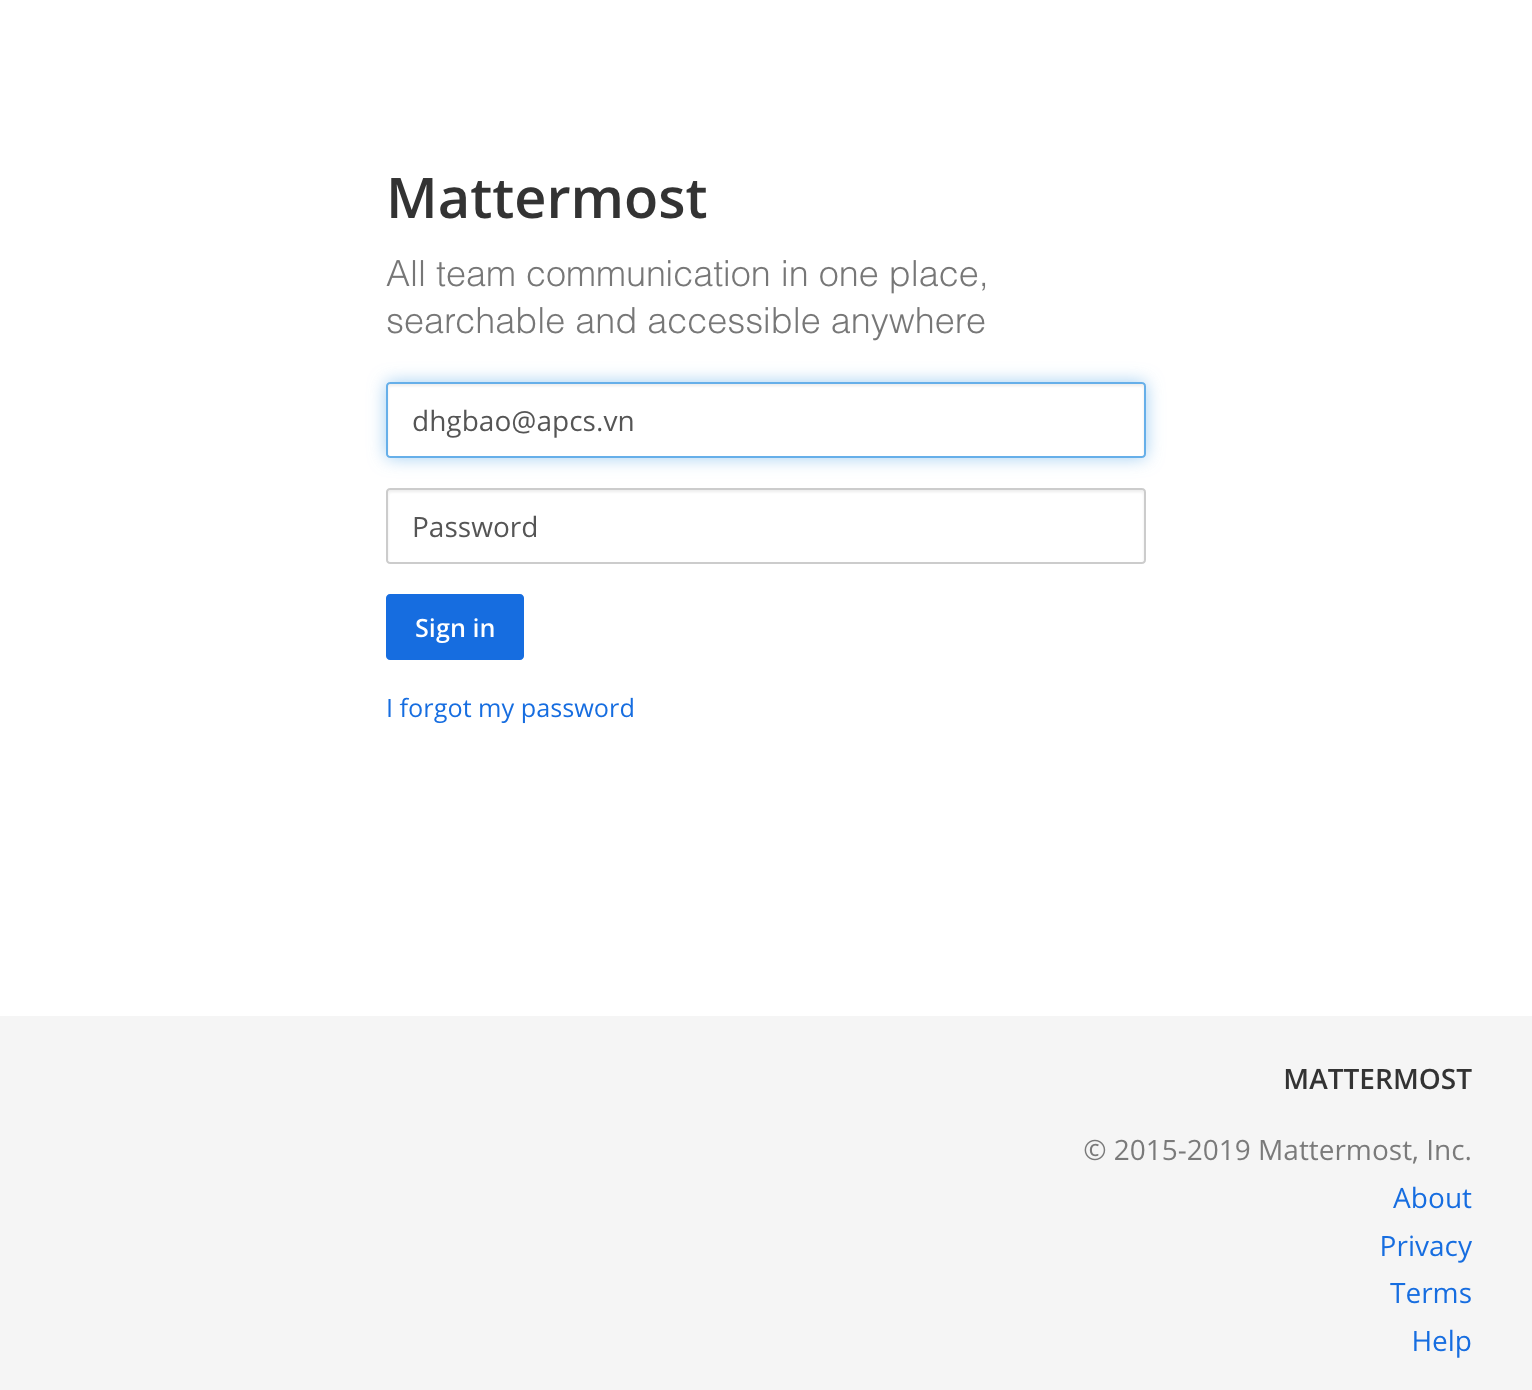 Mattermost
All team communication in one place,
searchable and accessible anywhere
dhgbao@apcs.vn
Password
Sign in
I forgot my password
MATTERMOST
© 2015-2019 Mattermost, Inc.
About
Privacy
Terms
Help